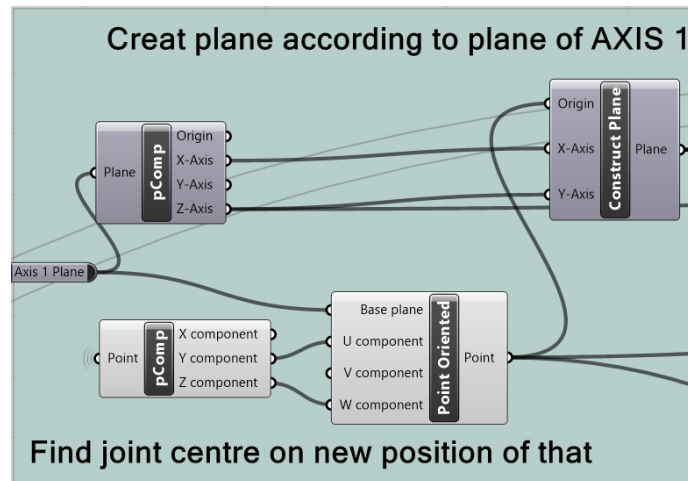 Creat plane according to plane of AXIS 1
Plane
pComp
Origin
X-Axis
Y-Axis
Z-Axis
Origin
X-Axis
Y-Axis
Construct Plane
Plane
Axis 1 Plane
Point
pComp
X component
Y component
Z component
Base plane
U component
V component
W component
Point Oriented
Point
Find joint centre on new position of that